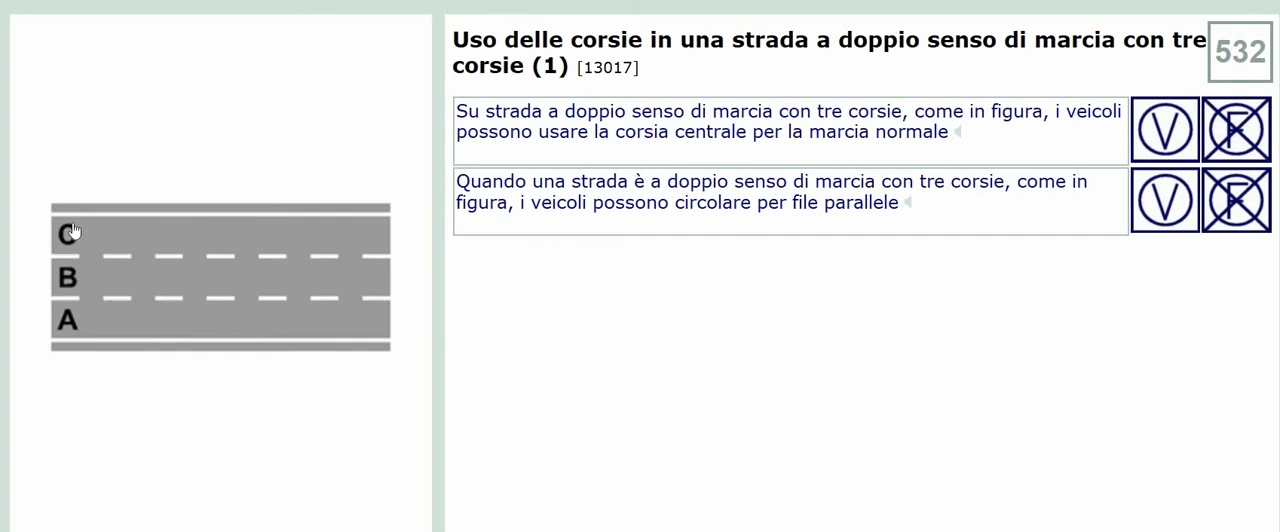 Uso delle corsie in una strada a doppio senso di marcia con tre
corsie (1) [13017]
532
Su strada a doppio senso di marcia con tre corsie, come in figura, i veicoli
possono usare la corsia centrale per la marcia normale
V F
Quando una strada è a doppio senso di marcia con tre corsie, come in
figura, i veicoli possono circolare per file parallele
V F
C
B
A